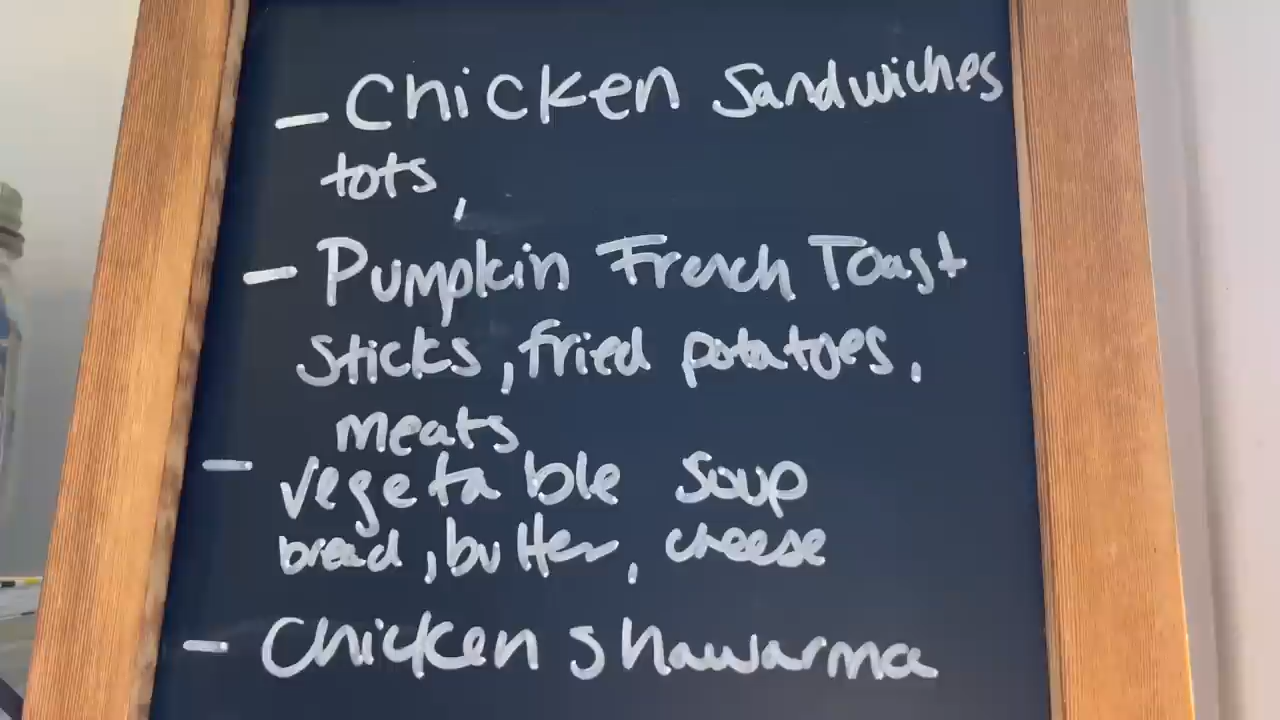 - Chicken Sandwiches
tots,
- Pumpkin French Toast
Sticks, fried potatoes,
meats
- Vegetable Soup
bread, butter, cheese
- Chicken Shawarma